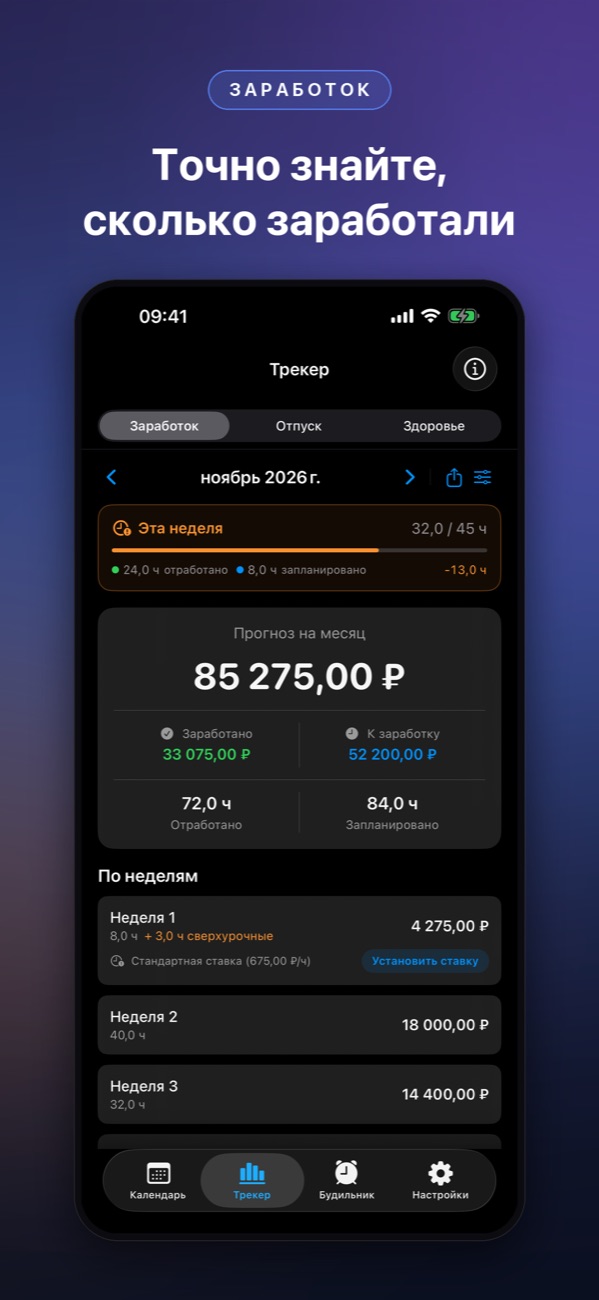 ЗАРАБОТОК
Точно знайте,
сколько заработали
09:41
Трекер
Заработок Отпуск Здоровье
ноябрь 2026 г.
Эта неделя 32,0 / 45 ч
24,0 ч отработано 8,0 ч запланировано -13,0 ч
Прогноз на месяц
85 275,00 ₽
Заработано К заработку
33 075,00 ₽ 52 200,00 ₽
72,0 ч 84,0 ч
Отработано Запланировано
По неделям
Неделя 1 4 275,00 ₽
8,0 ч + 3,0 ч сверхурочные
Стандартная ставка (675,00 ₽/ч) Установить ставку
Неделя 2 18 000,00 ₽
40,0 ч
Неделя 3 14 400,00 ₽
32,0 ч
Календарь Трекер Будильник Настройки